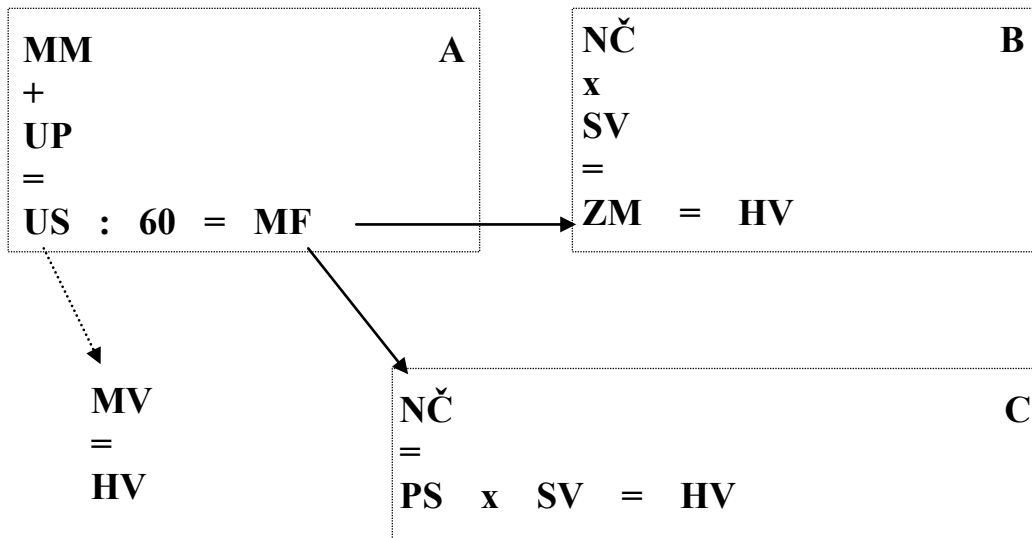 MM A
+
UP
=
US : 60 = MF
NČ B
x
SV
=
ZM = HV
MV
=
HV
NČ C
=
PS x SV = HV